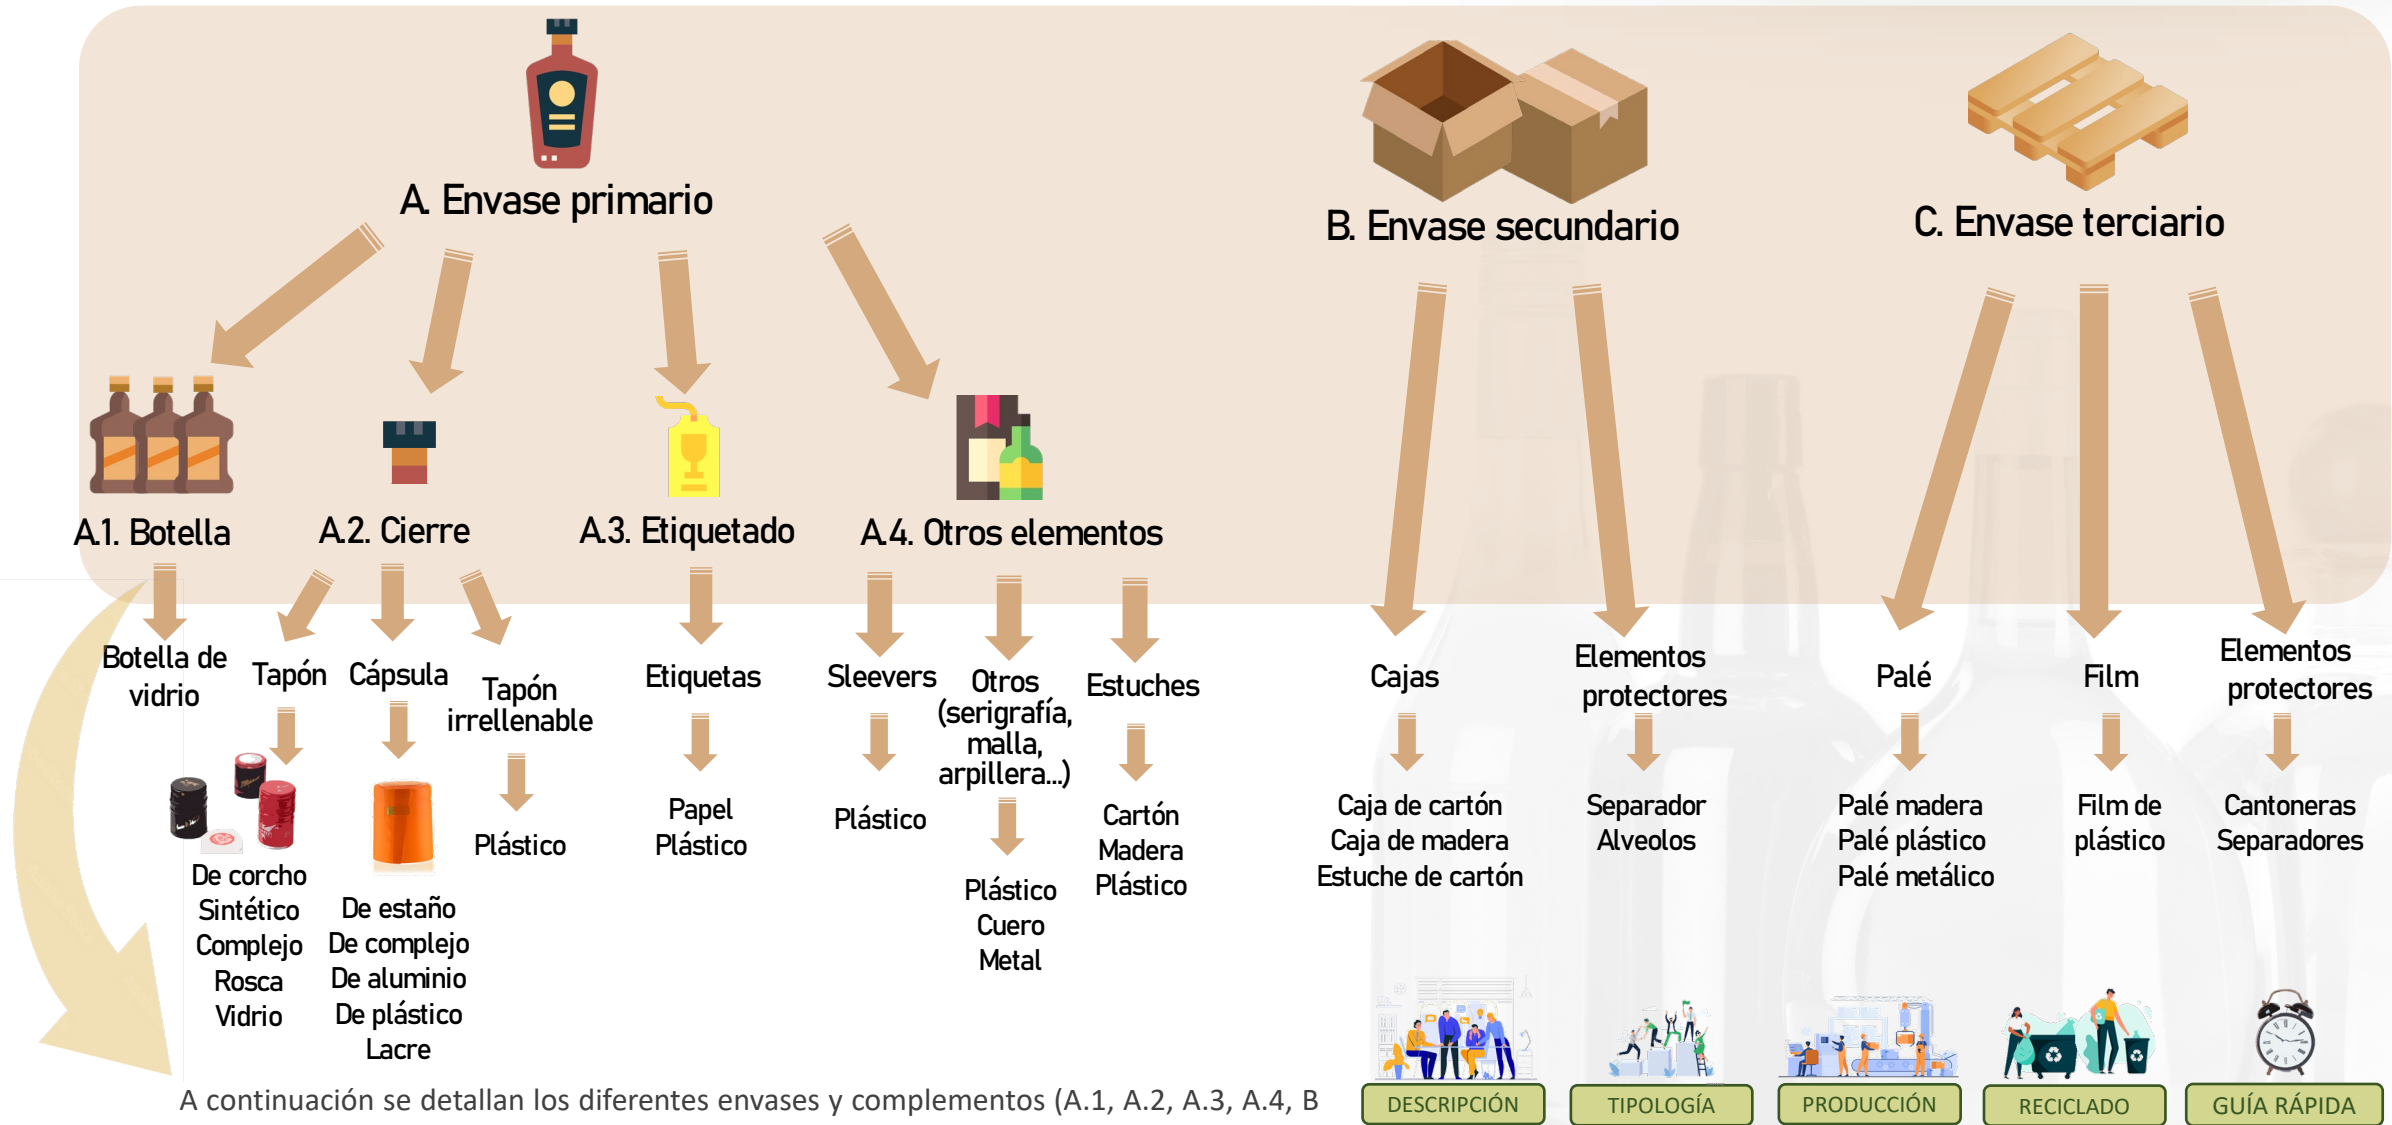 A. Envase primario
B. Envase secundario
C. Envase terciario
A.1. Botella
A.2. Cierre
A.3. Etiquetado
A.4. Otros elementos
Botella de
vidrio
Tapón
De corcho
Sintético
Complejo
Rosca
Vidrio
Cápsula
De estaño
De complejo
De aluminio
De plástico
Lacre
Tapón
irrellenable
Plástico
Etiquetas
Papel
Plástico
Sleevers
Plástico
Otros
(serigrafía,
malla,
arpillera...)
Plástico
Cuero
Metal
Estuches
Cartón
Madera
Plástico
Cajas
Caja de cartón
Caja de madera
Estuche de cartón
Elementos
protectores
Separador
Alveolos
Palé
Palé madera
Palé plástico
Palé metálico
Film
Film de
plástico
Elementos
protectores
Cantoneras
Separadores
A continuación se detallan los diferentes envases y complementos (A.1, A.2, A.3, A.4, B
DESCRIPCIÓN
TIPOLOGÍA
PRODUCCIÓN
RECICLADO
GUÍA RÁPIDA